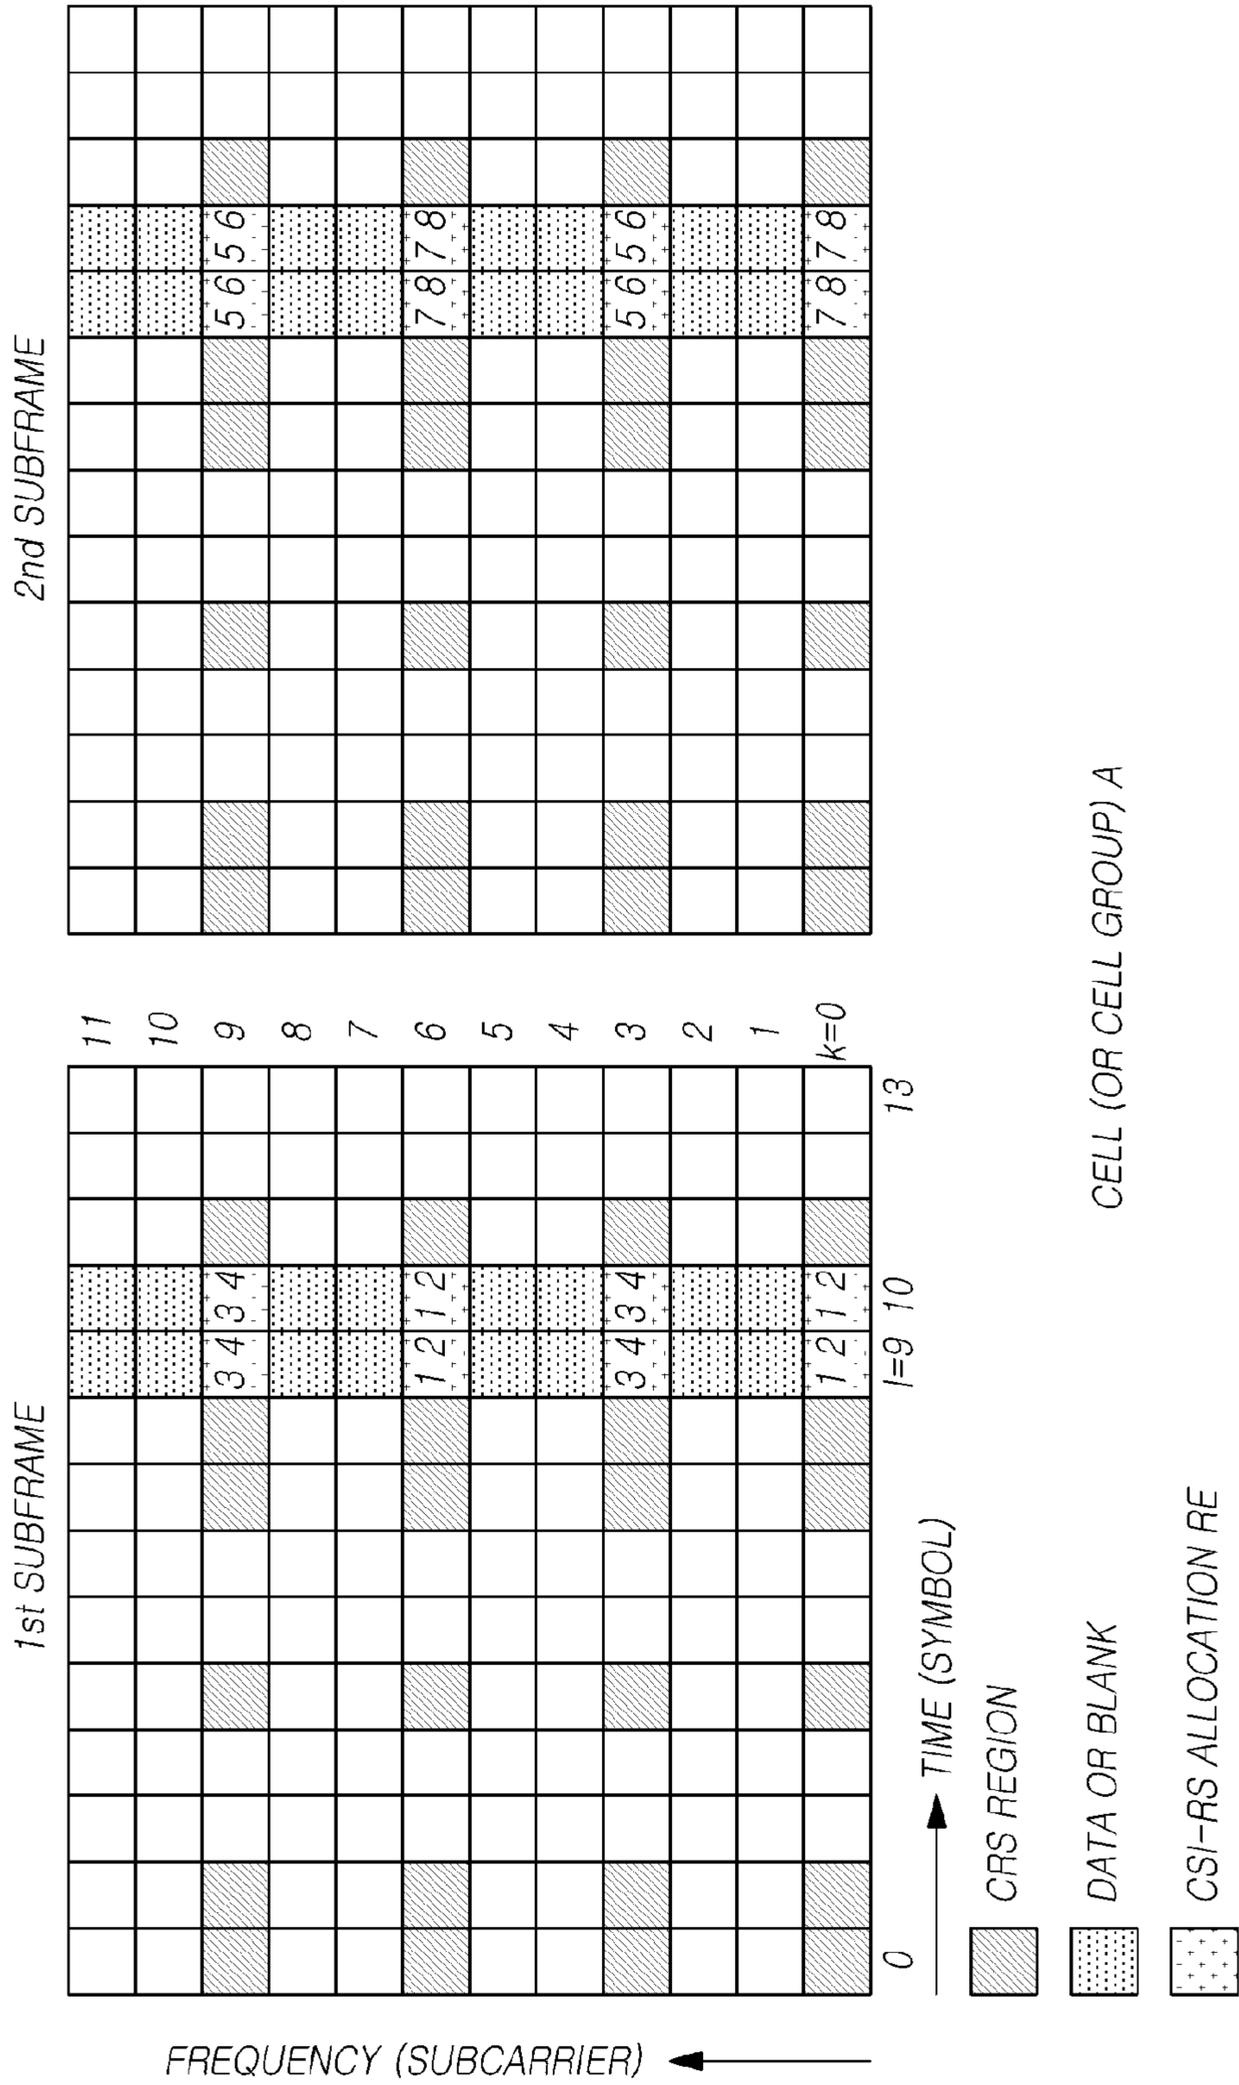 1st SUBFRAME
2nd SUBFRAME
FREQUENCY (SUBCARRIER)
11
10
3 4 3 4 9 5 6 5 6
8
7
1 2 1 2 6 7 8 7 8
5
4
3 4 3 4 3 5 6 5 6
2
1
1 2 1 2 k=0 7 8 7 8
0 l=9 10 13
TIME (SYMBOL)
CRS REGION
DATA OR BLANK
CSI-RS ALLOCATION RE
CELL (OR CELL GROUP) A